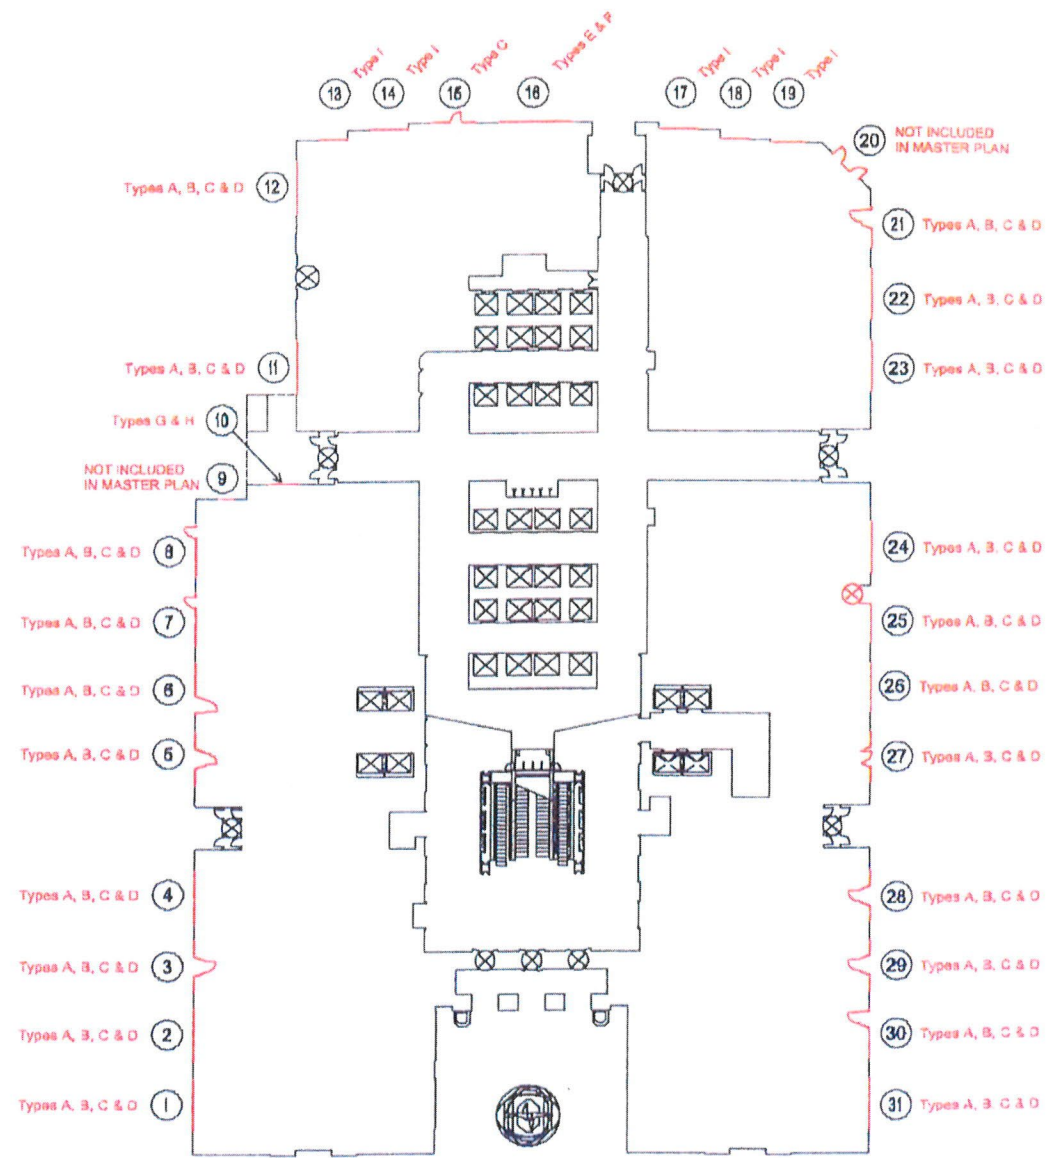 Type I
Type I
Type C
Types E & F
13
14
15
16
Type I
Type I
Type I
17
18
19
20 NOT INCLUDED
IN MASTER PLAN
Types A, B, C & D 12
21 Types A, B, C & D
22 Types A, B, C & D
Types A, B, C & D 11
23 Types A, B, C & D
Types G & H 10
NOT INCLUDED
IN MASTER PLAN 9
Types A, B, C & D 8
24 Types A, B, C & D
Types A, B, C & D 7
25 Types A, B, C & D
Types A, B, C & D 6
26 Types A, B, C & D
Types A, B, C & D 5
27 Types A, B, C & D
Types A, B, C & D 4
28 Types A, B, C & D
Types A, B, C & D 3
29 Types A, B, C & D
Types A, B, C & D 2
30 Types A, B, C & D
Types A, B, C & D 1
31 Types A, B, C & D